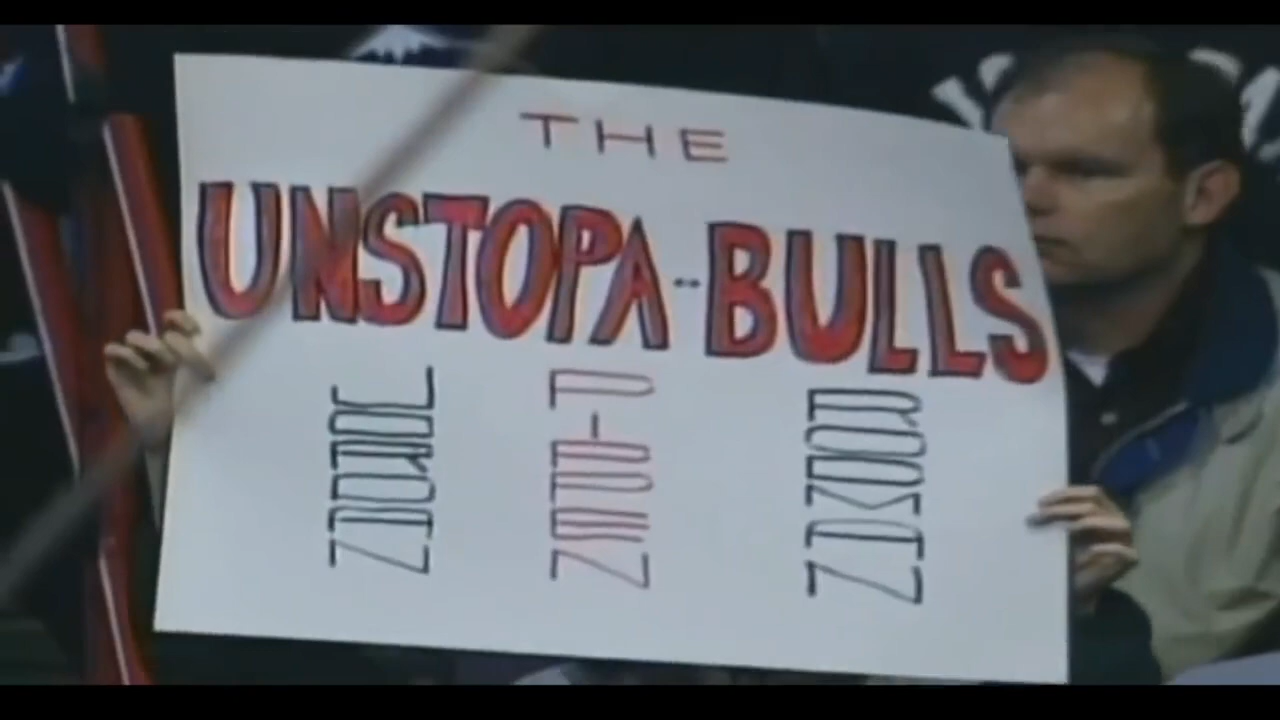 THE
UNSTOPA--BULLS
JORDAN
PIPPEN
RODMAN